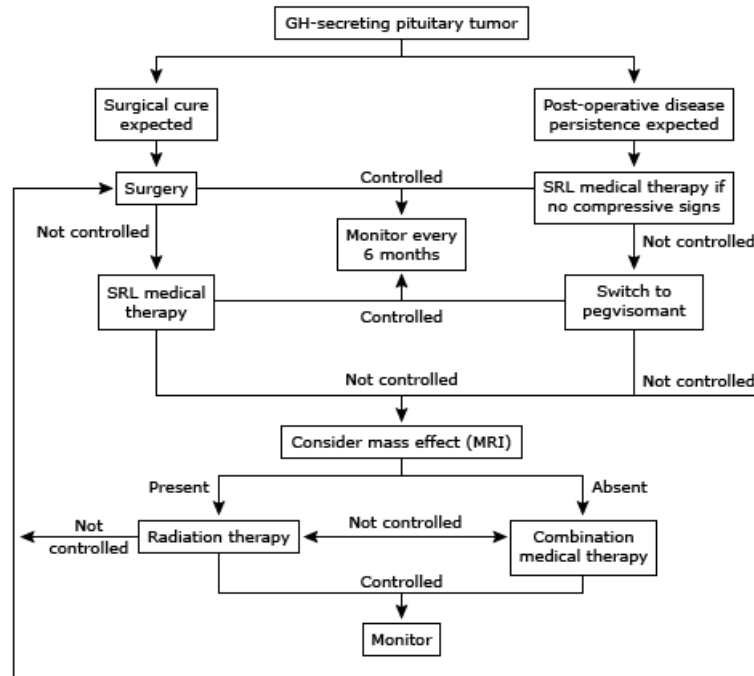 GH-secreting pituitary tumor
Surgical cure
expected
Post-operative disease
persistence expected
Surgery
Controlled
SRL medical therapy if
no compressive signs
Not controlled
Monitor every
6 months
Not controlled
SRL medical
therapy
Controlled
Switch to
pegvisomant
Not controlled
Not controlled
Consider mass effect (MRI)
Present
Absent
Not
controlled
Radiation therapy
Not controlled
Combination
medical therapy
Controlled
Monitor